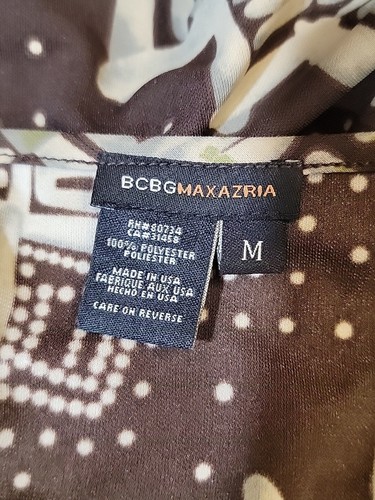 BCBGMAXAZRIA
RN#80734
CA#31458
100% POLYESTER
POLIESTER
MADE IN USA
FABRIQUE AUX USA
HECHO EN USA
CARE ON REVERSE
M